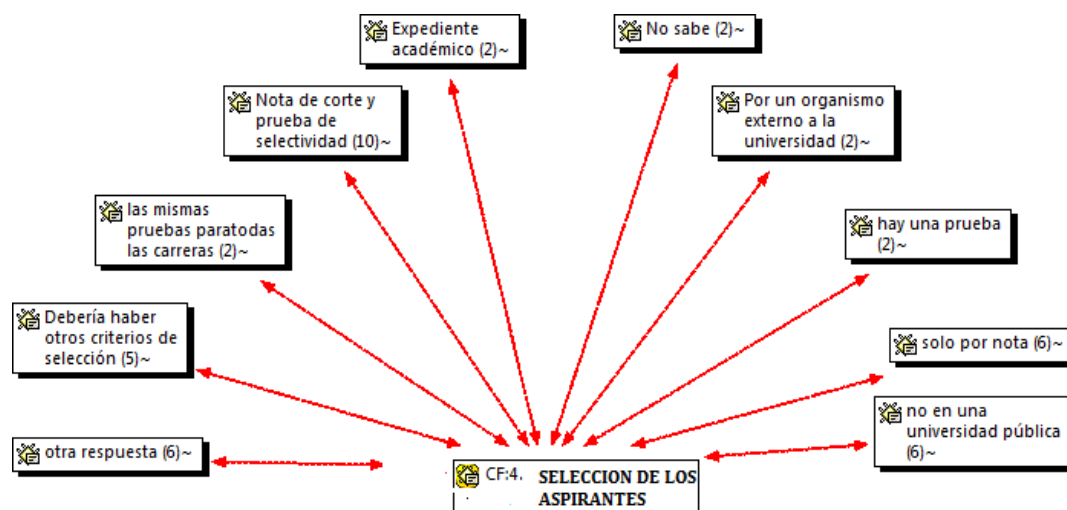 Expediente
académico (2)~
No sabe (2)~
Nota de corte y
prueba de
selectividad (10)~
Por un organismo
externo a la
universidad (2)~
las mismas
pruebas paratodas
las carreras (2)~
hay una prueba
(2)~
Debería haber
otros criterios de
selección (5)~
solo por nota (6)~
no en una
universidad pública
(6)~
otra respuesta (6)~
CF:4. SELECCION DE LOS
ASPIRANTES